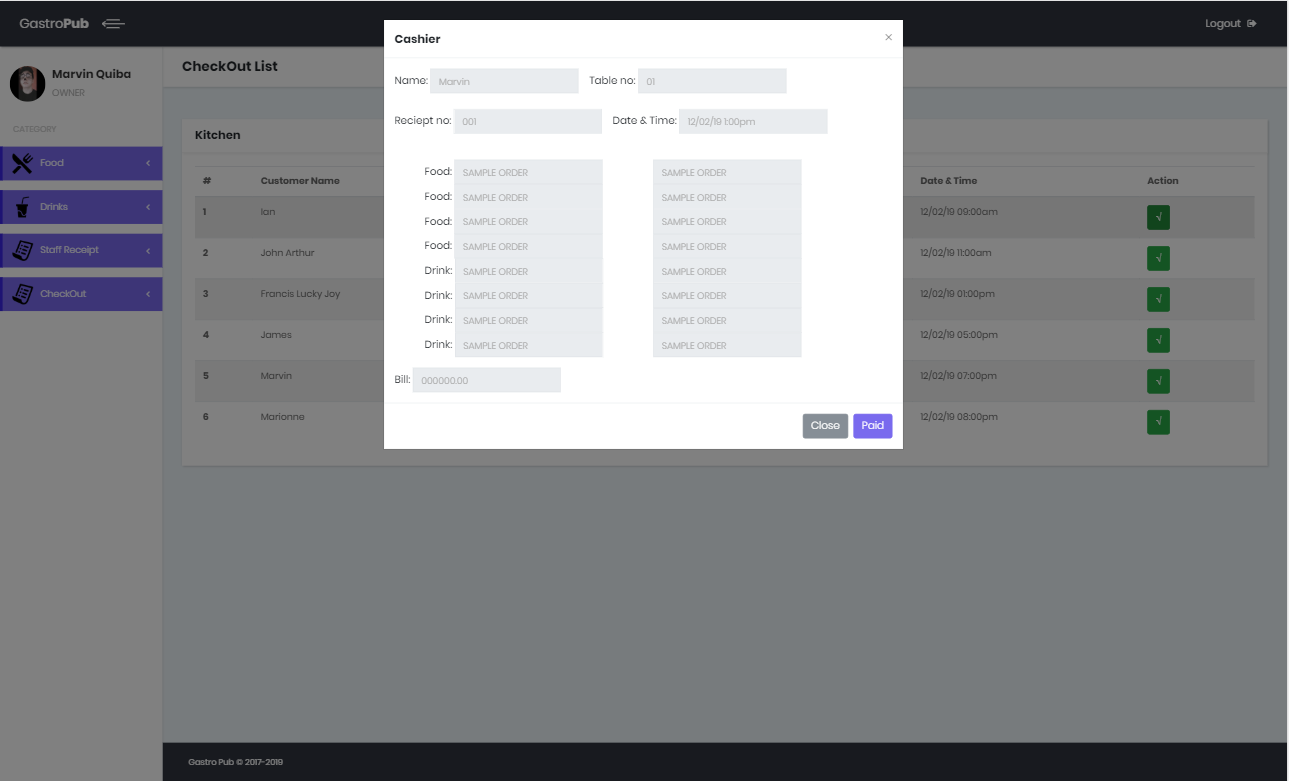 GastroPub
Logout
Cashier
×
Marvin Quiba
OWNER
CheckOut List
Name: Marvin Table no: 01
Reciept no: 001 Date & Time: 12/02/19 1:00pm
CATEGORY
Food
Drinks
Staff Receipt
CheckOut
Kitchen
# Customer Name Date & Time Action
1 Ian 12/02/19 09:00am √
2 John Arthur 12/02/19 11:00am √
3 Francis Lucky Joy 12/02/19 01:00pm √
4 James 12/02/19 05:00pm √
5 Marvin 12/02/19 07:00pm √
6 Marionne 12/02/19 08:00pm √
Food: SAMPLE ORDER SAMPLE ORDER
Food: SAMPLE ORDER SAMPLE ORDER
Food: SAMPLE ORDER SAMPLE ORDER
Food: SAMPLE ORDER SAMPLE ORDER
Drink: SAMPLE ORDER SAMPLE ORDER
Drink: SAMPLE ORDER SAMPLE ORDER
Drink: SAMPLE ORDER SAMPLE ORDER
Drink: SAMPLE ORDER SAMPLE ORDER
Bill: 000000.00
Close Paid
Gastro Pub © 2017-2019